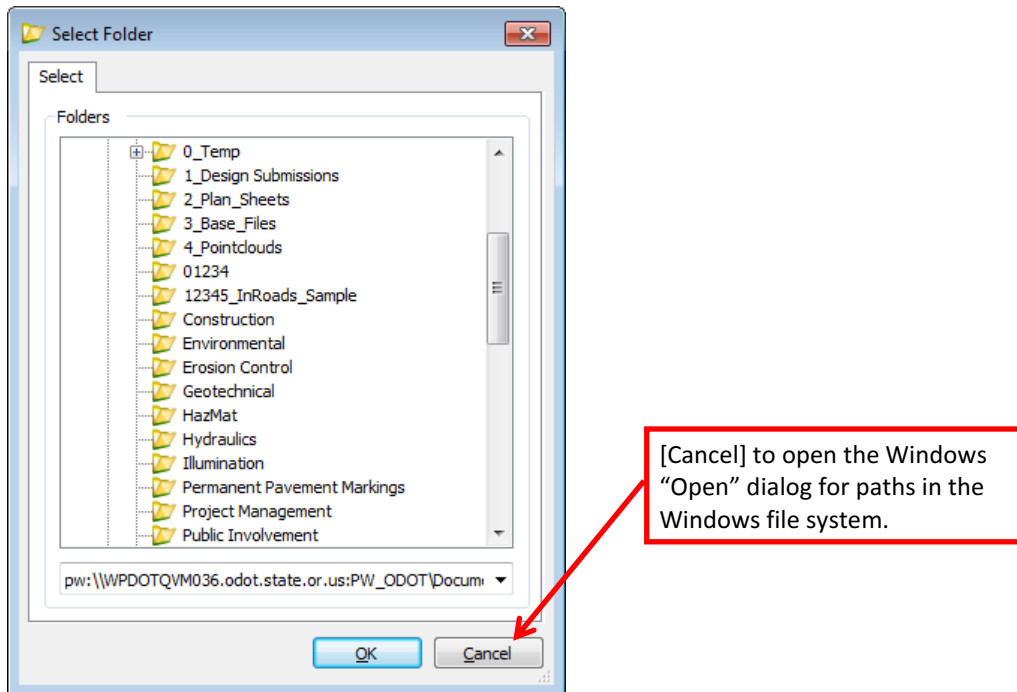 Select Folder
Select
Folders
0_Temp
1_Design Submissions
2_Plan_Sheets
3_Base_Files
4_Pointclouds
01234
12345_InRoads_Sample
Construction
Environmental
Erosion Control
Geotechnical
HazMat
Hydraulics
Illumination
Permanent Pavement Markings
Project Management
Public Involvement
pw:\\WPDOTQVM036.odot.state.or.us:PW_ODOT\Docum
OK
Cancel
[Cancel] to open the Windows
“Open” dialog for paths in the
Windows file system.